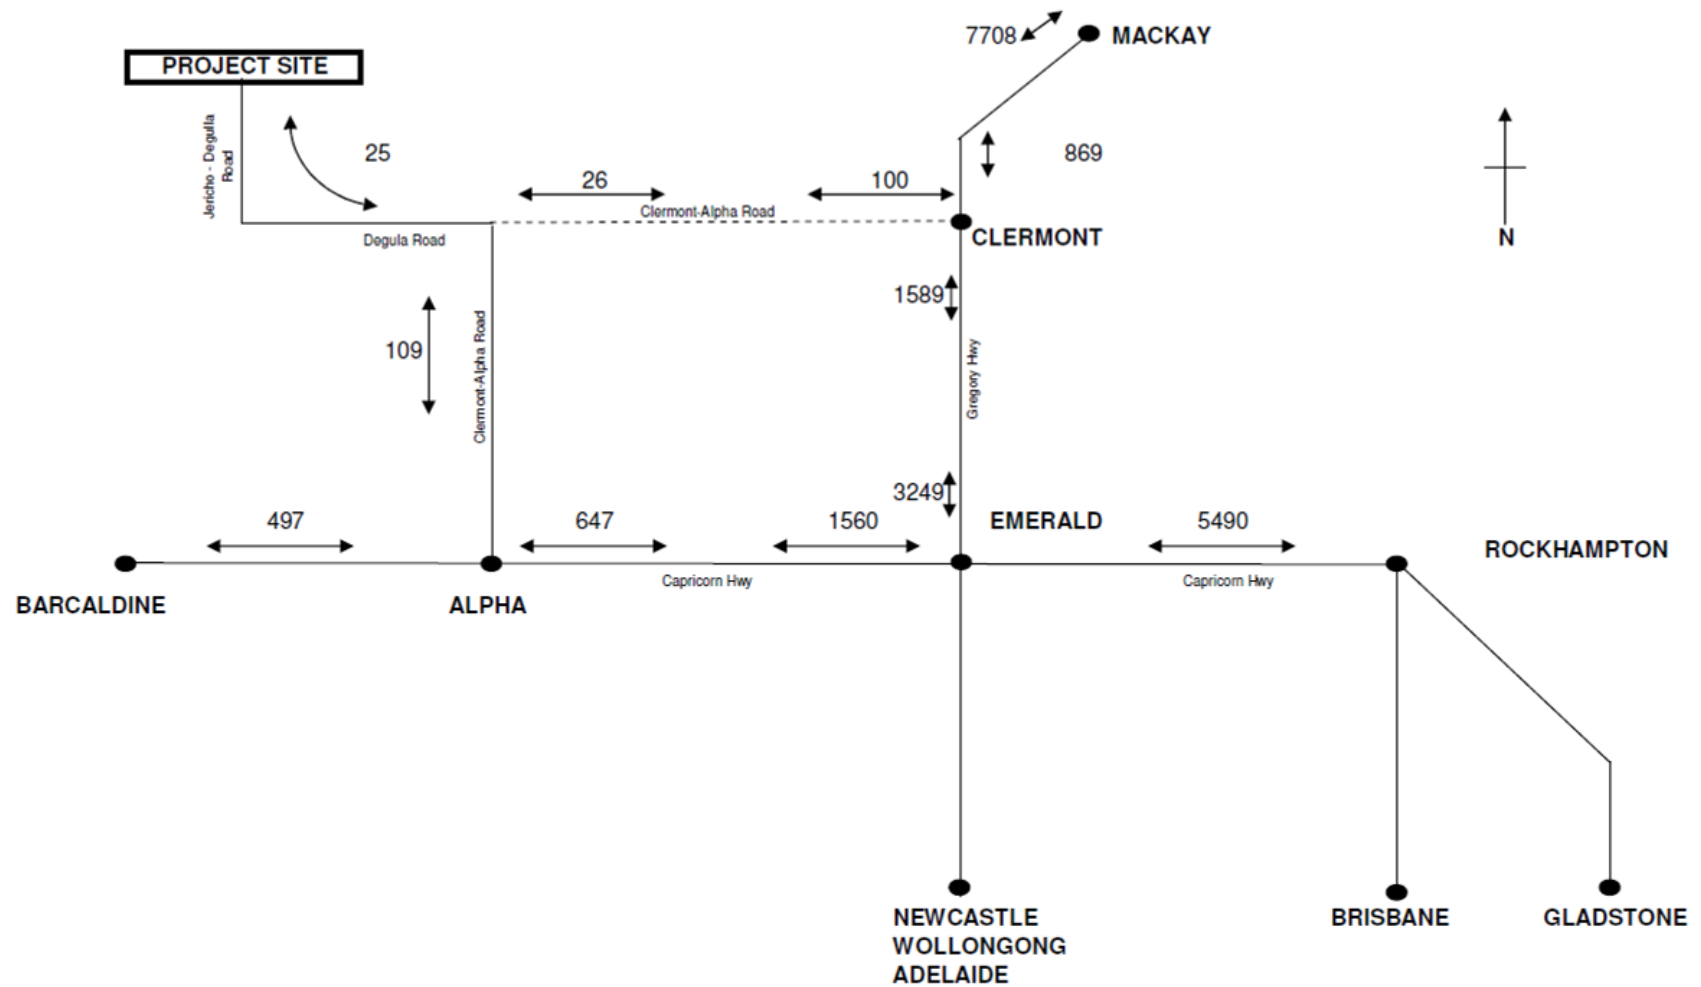 7708
MACKAY
PROJECT SITE
Jericho - Degulla
Road
25
869
26
100
Clermont-Alpha Road
Degula Road
CLERMONT
N
1589
109
Clermont-Alpha Road
Gregory Hwy
3249
497
647
1560
EMERALD
5490
ROCKHAMPTON
Capricorn Hwy
Capricorn Hwy
BARCALDINE
ALPHA
NEWCASTLE
WOLLONGONG
ADELAIDE
BRISBANE
GLADSTONE